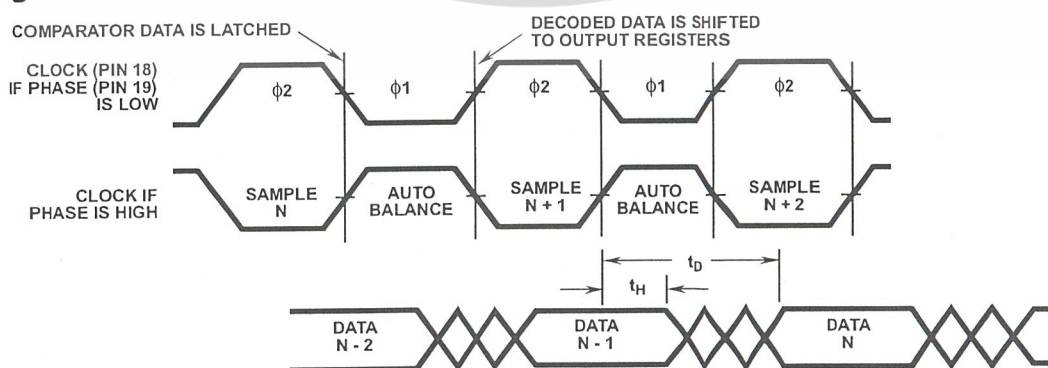 COMPARATOR DATA IS LATCHED
DECODED DATA IS SHIFTED
TO OUTPUT REGISTERS
CLOCK (PIN 18)
IF PHASE (PIN 19)
IS LOW
ϕ2
ϕ1
ϕ2
ϕ1
ϕ2
CLOCK IF
PHASE IS HIGH
SAMPLE
N
AUTO
BALANCE
SAMPLE
N + 1
AUTO
BALANCE
SAMPLE
N + 2
tD
tH
DATA
N - 2
DATA
N - 1
DATA
N